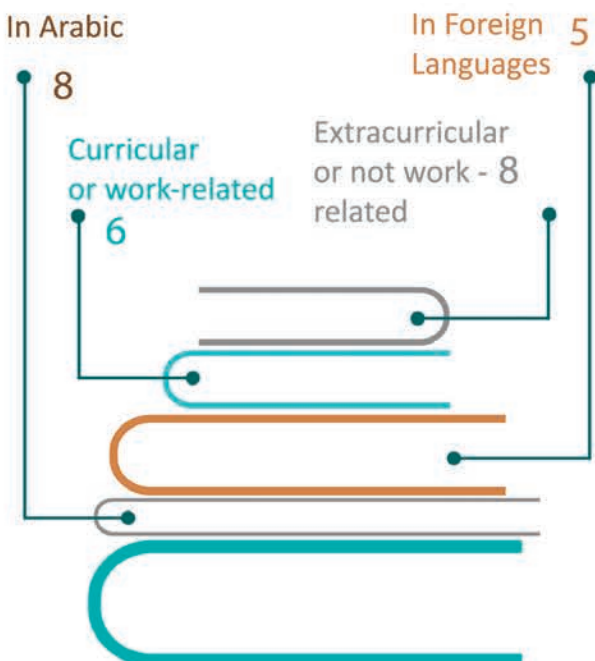 In Arabic
8
In Foreign 5
Languages
Curricular
or work-related
6
Extracurricular
or not work - 8
related